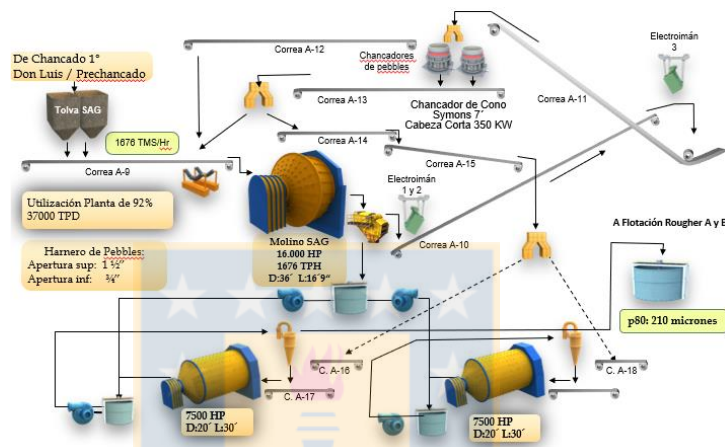 De Chancado 1°
Don Luis / Prechancado
Tolva SAG
1676 TMS/Hr
Correa A-9
Utilización Planta de 92%
37000 TPD
Harnero de Pebbles:
Apertura sup: 1 ½"
Apertura inf: ¾"
Correa A-12
Chancadores
de pebbles
Correa A-13
Chancador de Cono
Symons 7´
Cabeza Corta 350 KW
Correa A-14
Correa A-15
Electroimán
3
Correa A-11
Electroimán
1 y 2
Correa A-10
Molino SAG
16.000 HP
1676 TPH
D:36´ L:16´9"
A Flotación Rougher A y B
p80: 210 micrones
C. A-16
C. A-17
C. A-18
7500 HP
D:20´ L:30´
7500 HP
D:20´ L:30´